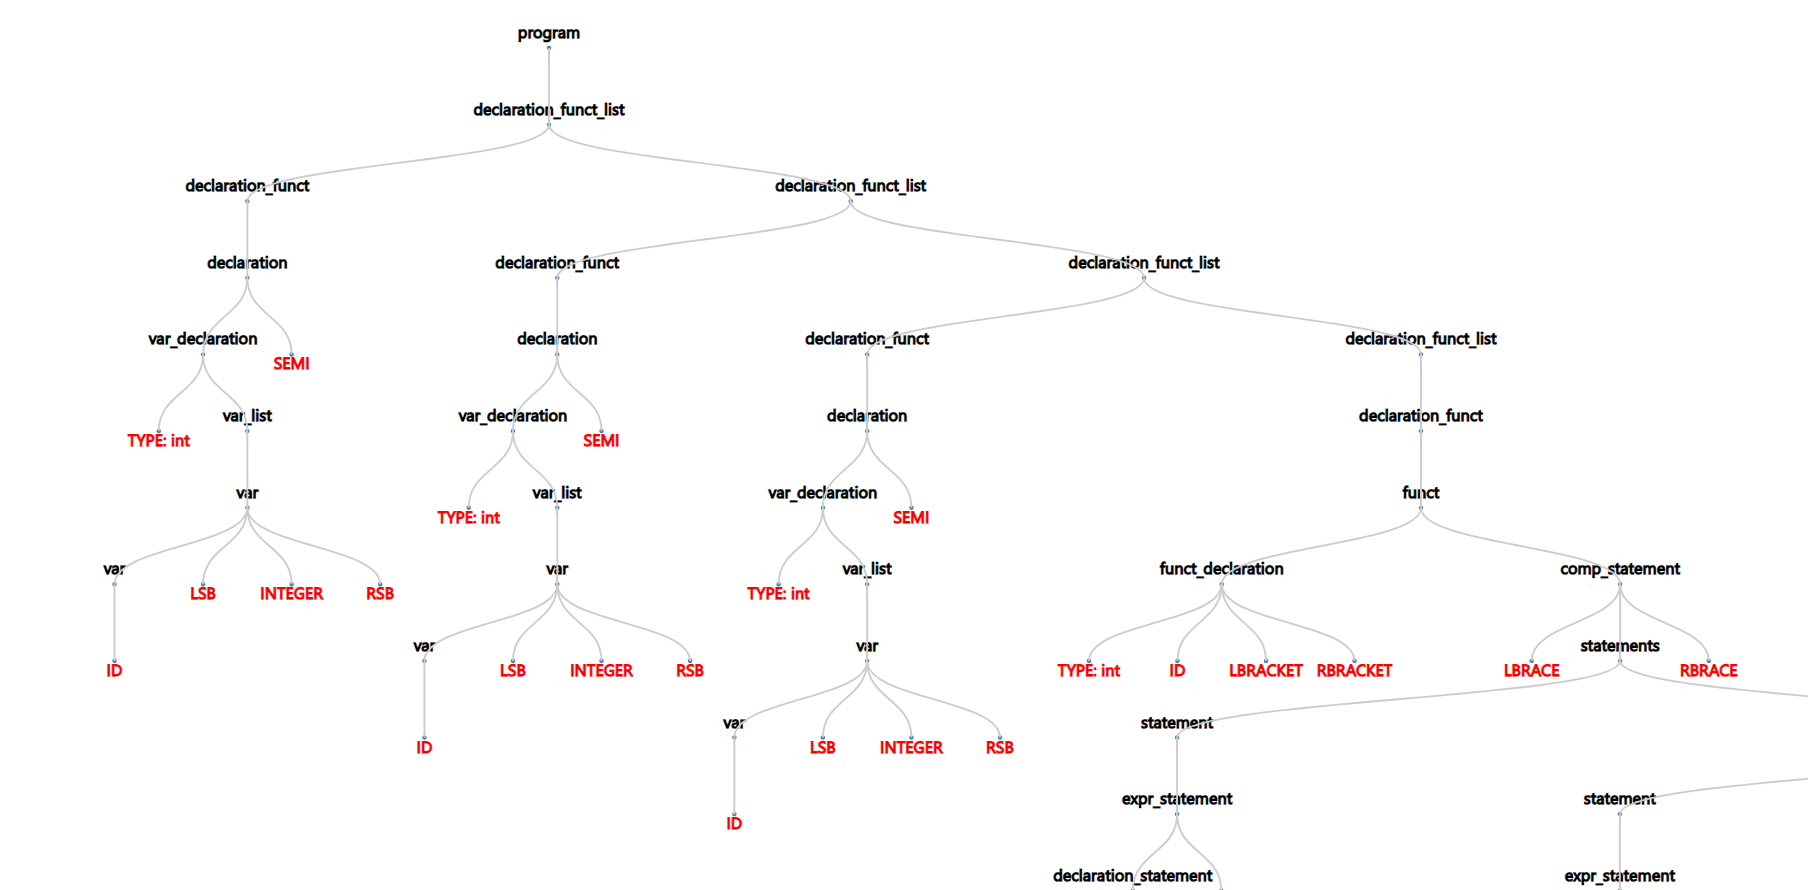 program
declaration_funct_list
declaration_funct declaration_funct_list
declaration declaration_funct declaration_funct_list
var_declaration declaration declaration_funct declaration_funct_list
SEMI
var_list var_declaration declaration declaration_funct
TYPE: int SEMI
var var_list var_declaration funct
TYPE: int SEMI
var var var_list funct_declaration comp_statement
LSB INTEGER RSB TYPE: int
var var statements
ID LSB INTEGER RSB TYPE: int ID LBRACKET RBRACKET LBRACE RBRACE
var statement
ID LSB INTEGER RSB
expr_statement statement
ID
declaration_statement expr_statement